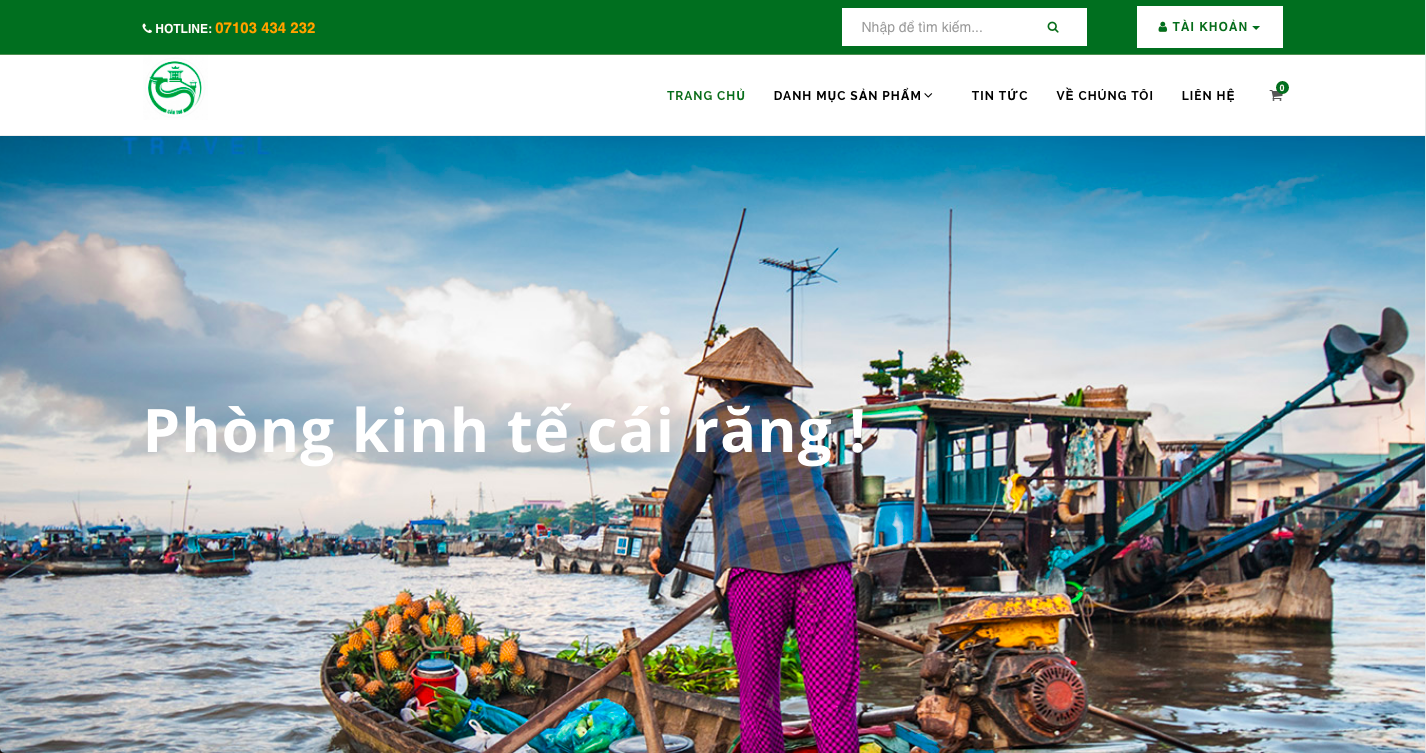 HOTLINE: 07103 434 232
Nhập để tìm kiếm...
TÀI KHOẢN
TRANG CHỦ
DANH MỤC SẢN PHẨM
TIN TỨC
VỀ CHÚNG TÔI
LIÊN HỆ
0
TRAVEL
Phòng kinh tế cái răng !